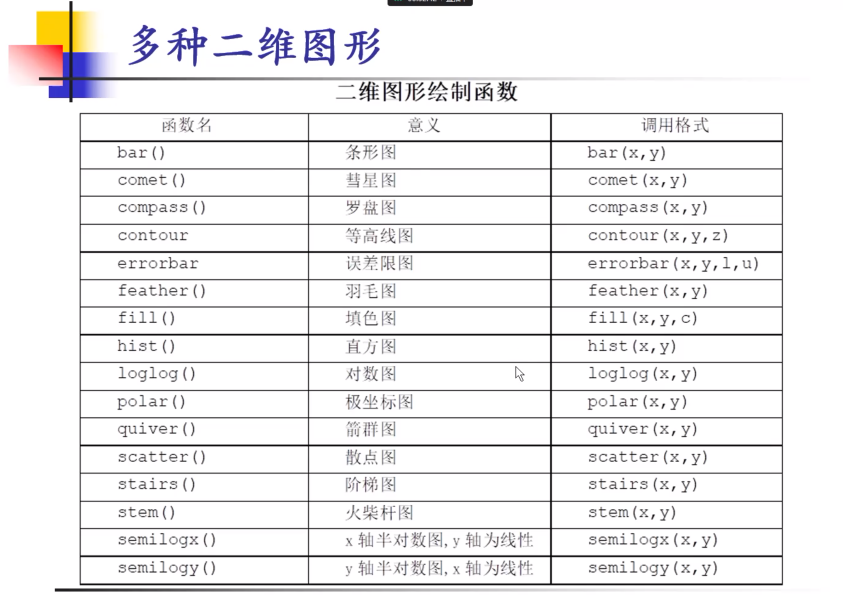 多种二维图形
二维图形绘制函数
函数名 意义 调用格式
bar() 条形图 bar(x,y)
comet() 彗星图 comet(x,y)
compass() 罗盘图 compass(x,y)
contour 等高线图 contour(x,y,z)
errorbar 误差限图 errorbar(x,y,l,u)
feather() 羽毛图 feather(x,y)
fill() 填色图 fill(x,y,c)
hist() 直方图 hist(x,y)
loglog() 对数图 loglog(x,y)
polar() 极坐标图 polar(x,y)
quiver() 箭群图 quiver(x,y)
scatter() 散点图 scatter(x,y)
stairs() 阶梯图 stairs(x,y)
stem() 火柴杆图 stem(x,y)
semilogx() x 轴半对数图,y 轴为线性 semilogx(x,y)
semilogy() y 轴半对数图,x 轴为线性 semilogy(x,y)